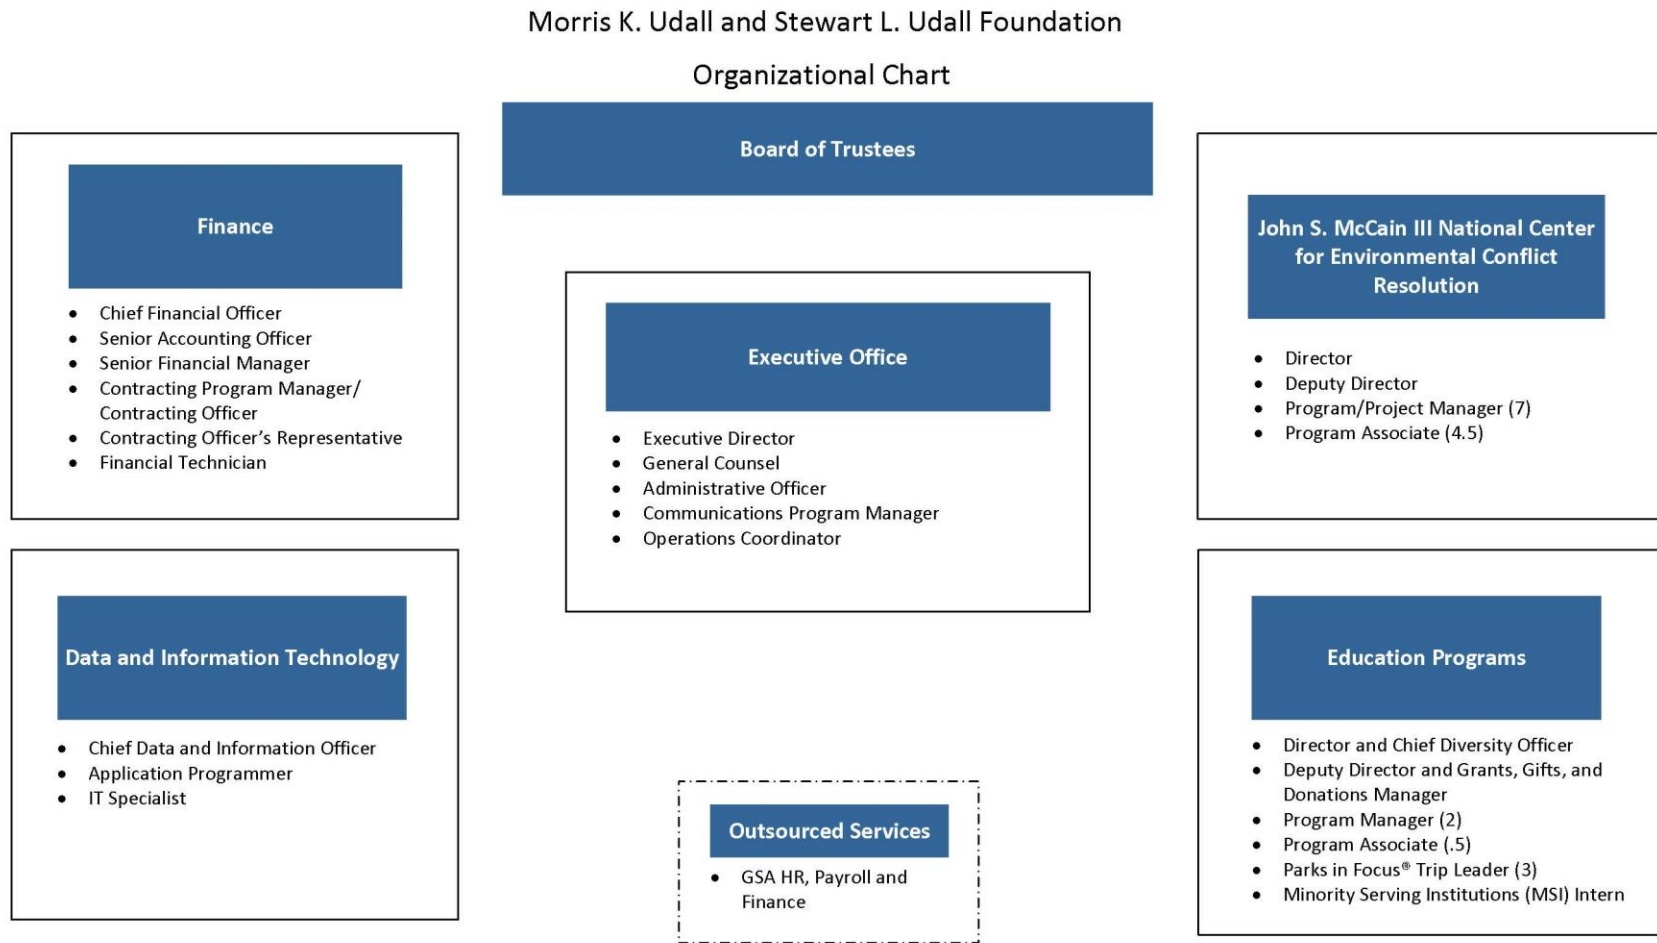 Morris K. Udall and Stewart L. Udall Foundation
Organizational Chart
Board of Trustees
Finance
• Chief Financial Officer
• Senior Accounting Officer
• Senior Financial Manager
• Contracting Program Manager/
Contracting Officer
• Contracting Officer’s Representative
• Financial Technician
Executive Office
• Executive Director
• General Counsel
• Administrative Officer
• Communications Program Manager
• Operations Coordinator
John S. McCain III National Center
for Environmental Conflict
Resolution
• Director
• Deputy Director
• Program/Project Manager (7)
• Program Associate (4.5)
Data and Information Technology
• Chief Data and Information Officer
• Application Programmer
• IT Specialist
Outsourced Services
• GSA HR, Payroll and
Finance
Education Programs
• Director and Chief Diversity Officer
• Deputy Director and Grants, Gifts, and
Donations Manager
• Program Manager (2)
• Program Associate (.5)
• Parks in Focus® Trip Leader (3)
• Minority Serving Institutions (MSI) Intern